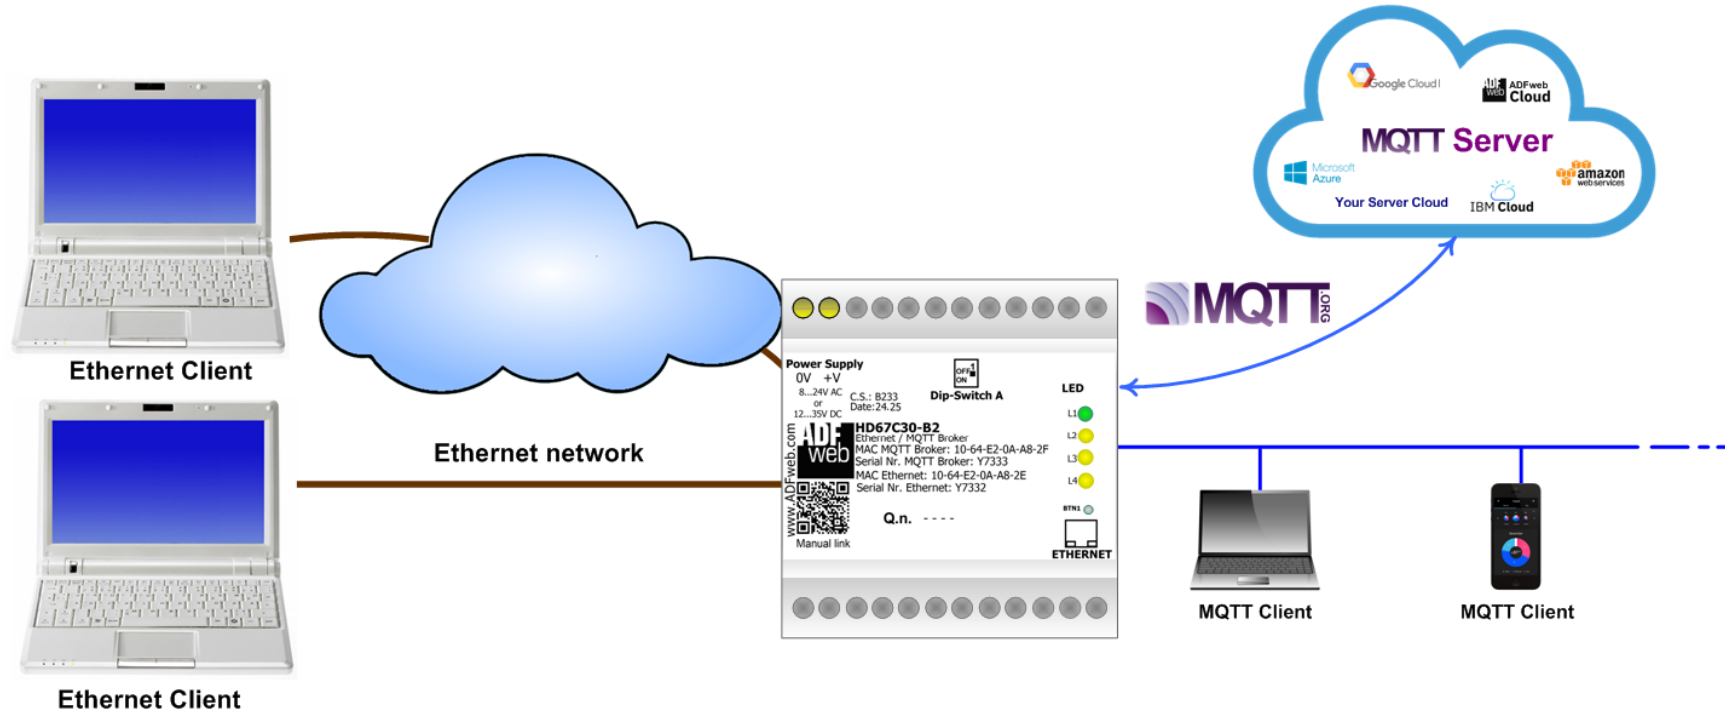 Google Cloud
ADF
web
ADFweb
Cloud
MQTT Server
Microsoft
Azure
amazon
webservices
Your Server Cloud
IBM Cloud
MQTT.ORG
Ethernet Client
Ethernet network
Ethernet Client
Power Supply
0V +V
8...24V AC
or
12...35V DC
C.S.: B233
Date:24.25
OFF 1
ON
Dip-Switch A
LED
L1
L2
L3
L4
BTN1
ETHERNET
www.ADFweb.com
ADF
web
HD67C30-B2
Ethernet / MQTT Broker
MAC MQTT Broker: 10-64-E2-0A-A8-2F
Serial Nr. MQTT Broker: Y7333
MAC Ethernet: 10-64-E2-0A-A8-2E
Serial Nr. Ethernet: Y7332
Q.n. - - - -
Manual link
MQTT Client
MQTT Client